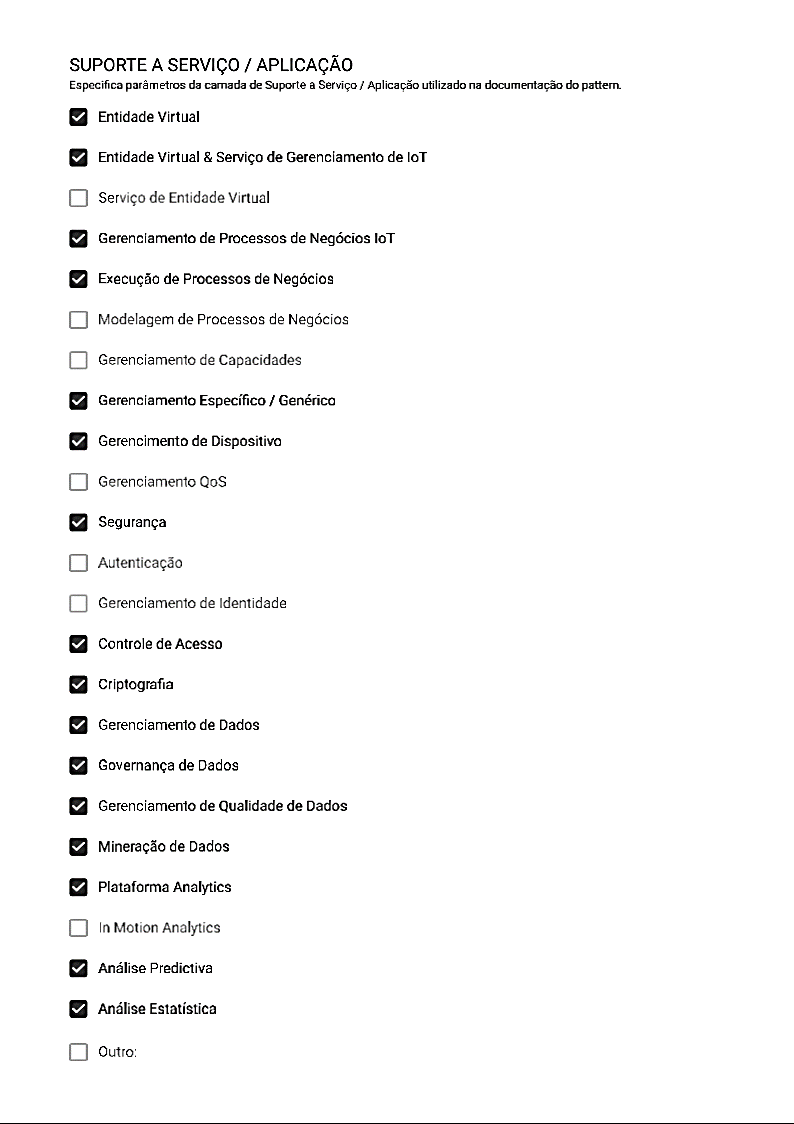 SUPORTE A SERVIÇO / APLICAÇÃO
Especifica parâmetros da camada de Suporte a Serviço / Aplicação utilizado na documentação do pattern.
Entidade Virtual
Entidade Virtual & Serviço de Gerenciamento de IoT
Serviço de Entidade Virtual
Gerenciamento de Processos de Negócios IoT
Execução de Processos de Negócios
Modelagem de Processos de Negócios
Gerenciamento de Capacidades
Gerenciamento Específico / Genérico
Gerencimento de Dispositivo
Gerenciamento QoS
Segurança
Autenticação
Gerenciamento de Identidade
Controle de Acesso
Criptografia
Gerenciamento de Dados
Governança de Dados
Gerenciamento de Qualidade de Dados
Mineração de Dados
Plataforma Analytics
In Motion Analytics
Análise Predictiva
Análise Estatística
Outro: